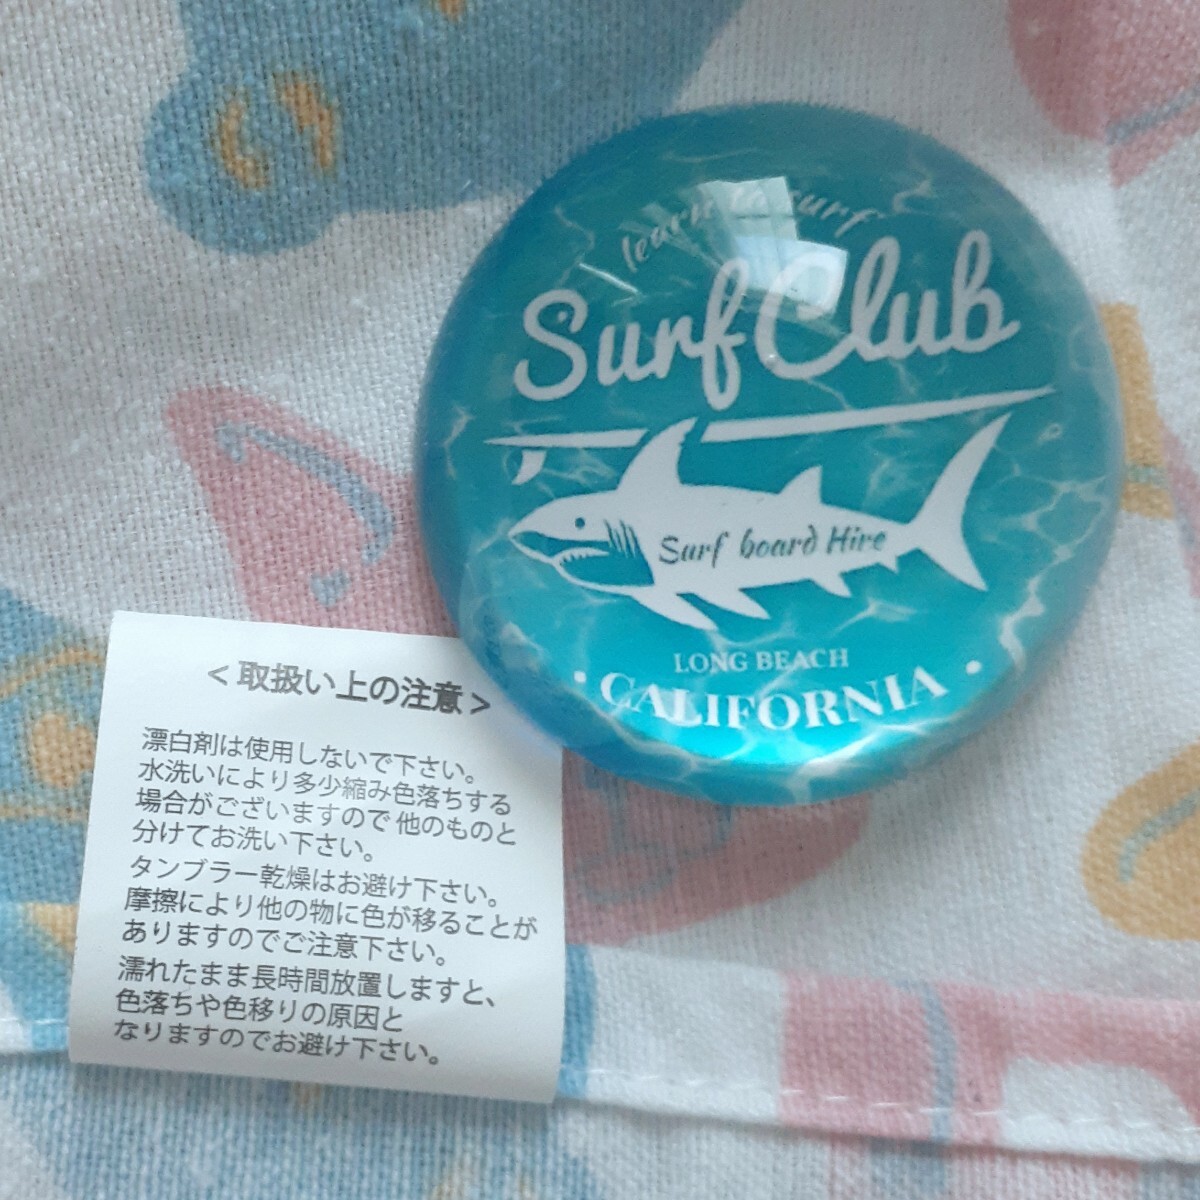 learn to surf
Surf Club
Surf board Hire
LONG BEACH
• CALIFORNIA •
＜取扱い上の注意＞
漂白剤は使用しないで下さい。
水洗いにより多少縮み色落ちする
場合がございますので他のものと
分けてお洗い下さい。
タンブラー乾燥はお避け下さい。
摩擦により他の物に色が移ることが
ありますのでご注意下さい。
濡れたまま長時間放置しますと、
色落ちや色移りの原因と
なりますのでお避け下さい。